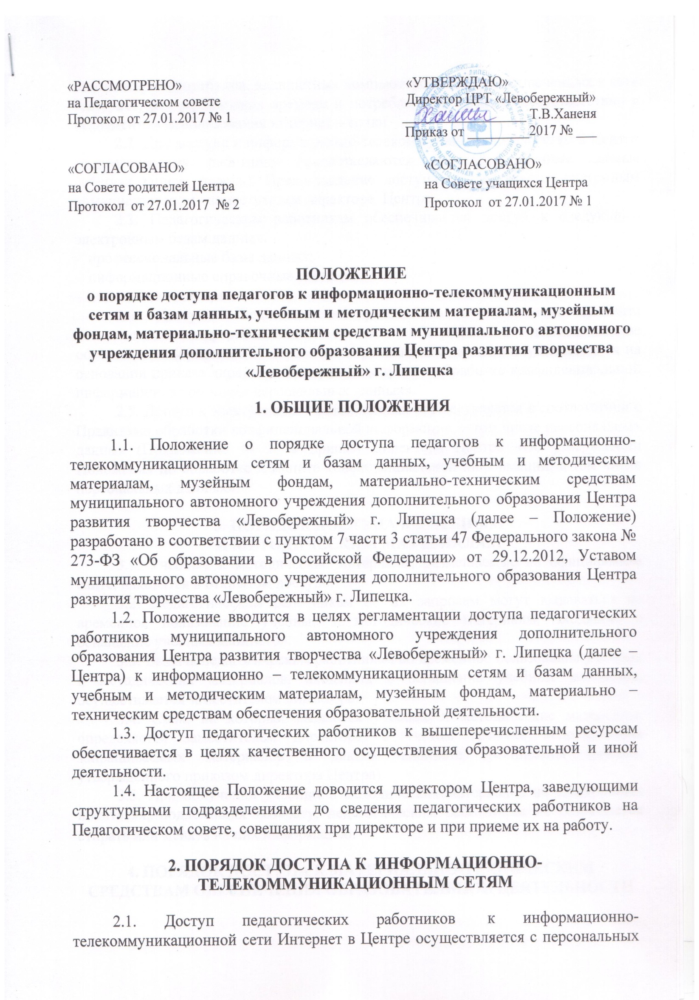 «РАССМОТРЕНО»
на Педагогическом совете
Протокол от 27.01.2017 № 1
«УТВЕРЖДАЮ»
Директор ЦРТ «Левобережный»
Т.В.Ханеня
Приказ от _________2017 № ___
«СОГЛАСОВАНО»
на Совете родителей Центра
Протокол от 27.01.2017 № 2
«СОГЛАСОВАНО»
на Совете учащихся Центра
Протокол от 27.01.2017 № 1
ПОЛОЖЕНИЕ
о порядке доступа педагогов к информационно-телекоммуникационным
сетям и базам данных, учебным и методическим материалам, музейным
фондам, материально-техническим средствам муниципального автономного
учреждения дополнительного образования Центра развития творчества
«Левобережный» г. Липецка
1. ОБЩИЕ ПОЛОЖЕНИЯ
1.1. Положение о порядке доступа педагогов к информационно-
телекоммуникационным сетям и базам данных, учебным и методическим
материалам, музейным фондам, материально-техническим средствам
муниципального автономного учреждения дополнительного образования Центра
развития творчества «Левобережный» г. Липецка (далее – Положение)
разработано в соответствии с пунктом 7 части 3 статьи 47 Федерального закона №
273-ФЗ «Об образовании в Российской Федерации» от 29.12.2012, Уставом
муниципального автономного учреждения дополнительного образования Центра
развития творчества «Левобережный» г. Липецка.
1.2. Положение вводится в целях регламентации доступа педагогических
работников муниципального автономного учреждения дополнительного
образования Центра развития творчества «Левобережный» г. Липецка (далее –
Центра) к информационно – телекоммуникационным сетям и базам данных,
учебным и методическим материалам, музейным фондам, материально –
техническим средствам обеспечения образовательной деятельности.
1.3. Доступ педагогических работников к вышеперечисленным ресурсам
обеспечивается в целях качественного осуществления образовательной и иной
деятельности.
1.4. Настоящее Положение доводится директором Центра, заведующими
структурными подразделениями до сведения педагогических работников на
Педагогическом совете, совещаниях при директоре и при приеме их на работу.
2. ПОРЯДОК ДОСТУПА К ИНФОРМАЦИОННО-
ТЕЛЕКОММУНИКАЦИОННЫМ СЕТЯМ
2.1. Доступ педагогических работников к информационно-
телекоммуникационной сети Интернет в Центре осуществляется с персональных